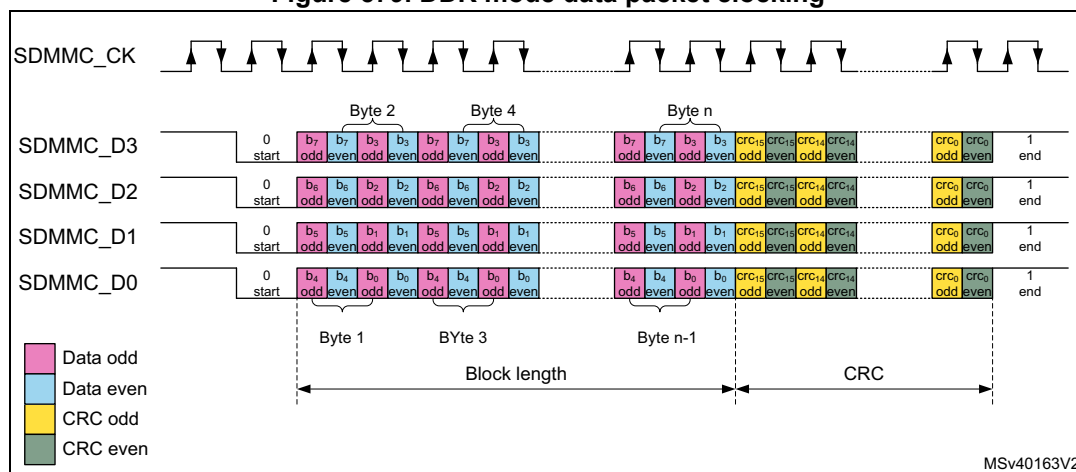 Figure DDR mode data packet clocking
SDMMC_CK
Byte 2 Byte 4 Byte n
SDMMC_D3
0 b7 b7 b3 b3 b7 b7 b3 b3 b7 b7 b3 b3 crc15 crc15 crc14 crc14 crc0 crc0 1
start odd even odd even odd even odd even odd even odd even odd even odd even odd even end
SDMMC_D2
0 b6 b6 b2 b2 b6 b6 b2 b2 b6 b6 b2 b2 crc15 crc15 crc14 crc14 crc0 crc0 1
start odd even odd even odd even odd even odd even odd even odd even odd even odd even end
SDMMC_D1
0 b5 b5 b1 b1 b5 b5 b1 b1 b5 b5 b1 b1 crc15 crc15 crc14 crc14 crc0 crc0 1
start odd even odd even odd even odd even odd even odd even odd even odd even odd even end
SDMMC_D0
0 b4 b4 b0 b0 b4 b4 b0 b0 b4 b4 b0 b0 crc15 crc15 crc14 crc14 crc0 crc0 1
start odd even odd even odd even odd even odd even odd even odd even odd even odd even end
Byte 1 BYte 3 Byte n-1
Data odd
Data even
CRC odd
CRC even
Block length CRC
MSv40163V2